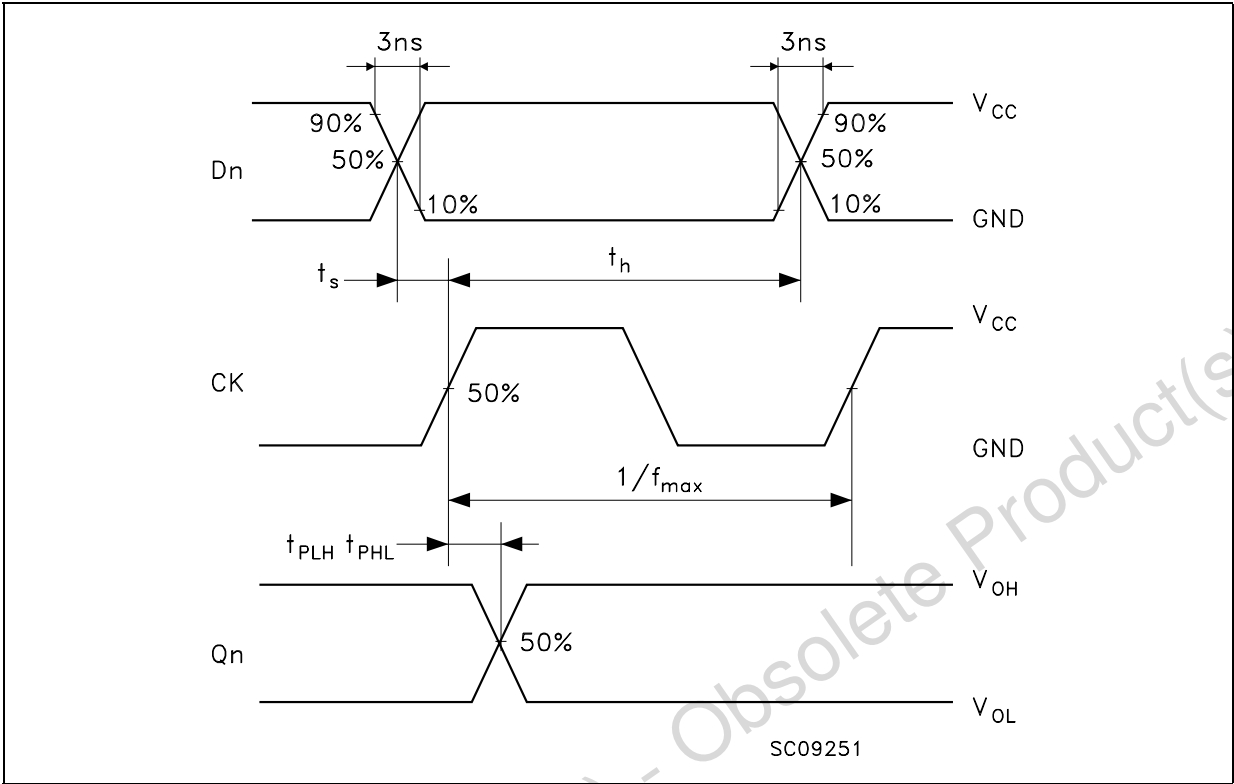 3ns 3ns
V_CC
90% 90%
50% 50%
Dn
10% 10%
GND
t_s t_h
V_CC
CK
50%
GND
1/f_max
t_PLH t_PHL
V_OH
50%
Qn
V_OL
SC09251
- Obsolete Product(s)